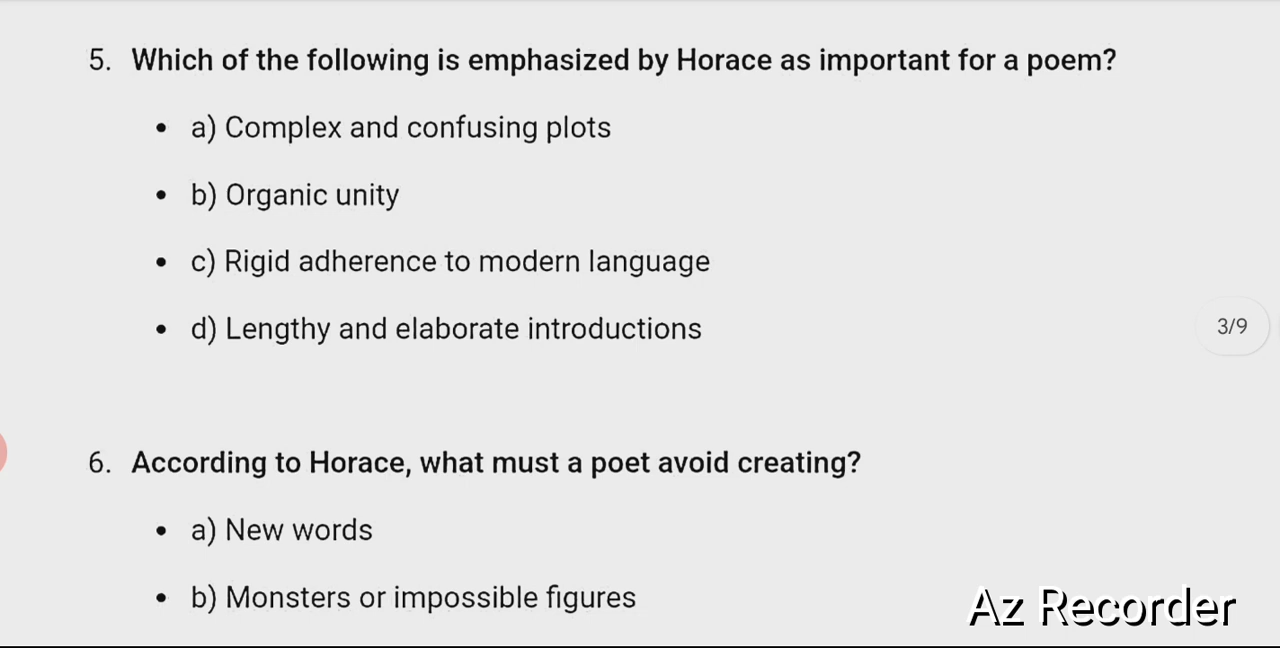 5. Which of the following is emphasized by Horace as important for a poem?
• a) Complex and confusing plots
• b) Organic unity
• c) Rigid adherence to modern language
• d) Lengthy and elaborate introductions
3/9
6. According to Horace, what must a poet avoid creating?
• a) New words
• b) Monsters or impossible figures
Az Recorder